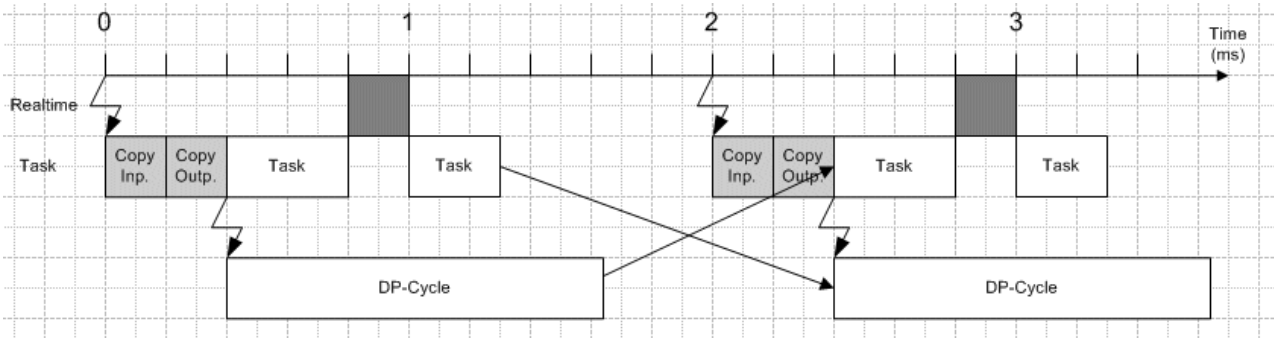 0 1 2 3
Time
(ms)
Realtime
Task
Copy
Inp.
Copy
Outp.
Task
Task
Copy
Inp.
Copy
Outp.
Task
Task
DP-Cycle
DP-Cycle